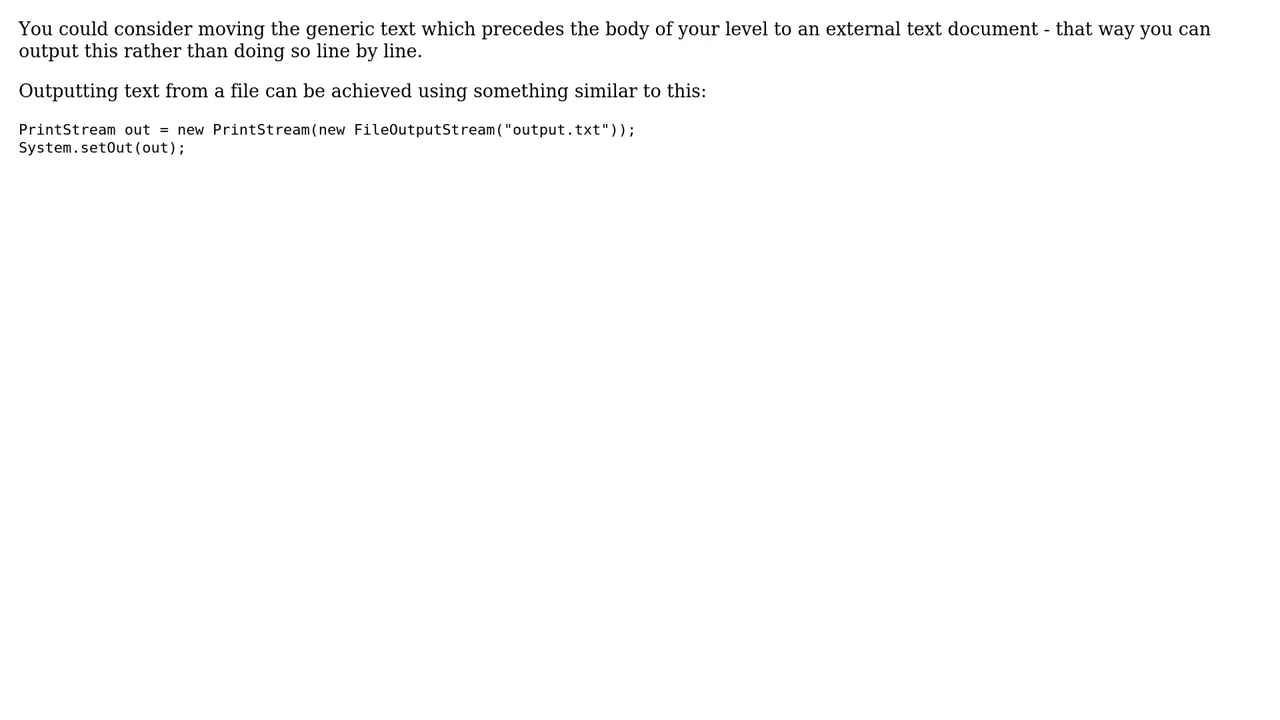 You could consider moving the generic text which precedes the body of your level to an external text document - that way you can
output this rather than doing so line by line.
Outputting text from a file can be achieved using something similar to this:
PrintStream out = new PrintStream(new FileOutputStream("output.txt"));
System.setOut(out);